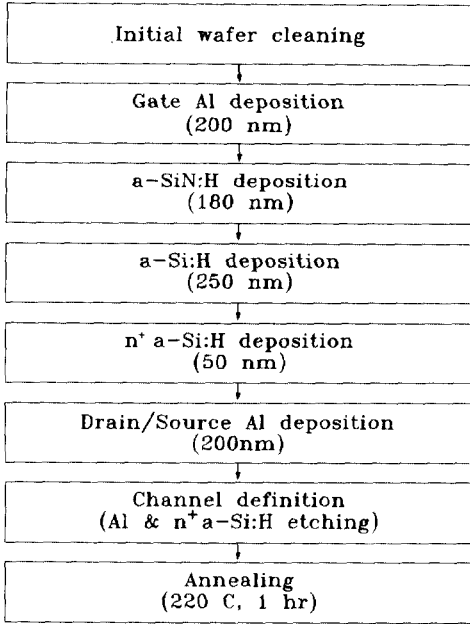 Initial wafer cleaning
Gate Al deposition
(200 nm)
a-SiN:H deposition
(180 nm)
a-Si:H deposition
(250 nm)
n⁺ a-Si:H deposition
(50 nm)
Drain/Source Al deposition
(200nm)
Channel definition
(Al & n⁺ a-Si:H etching)
Annealing
(220 C, 1 hr)